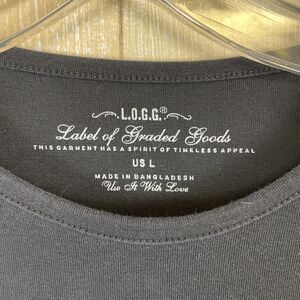 L.O.G.G.®
Label of Graded Goods
THIS GARMENT HAS A SPIRIT OF TIMELESS APPEAL
US L
MADE IN BANGLADESH
Use It With Love